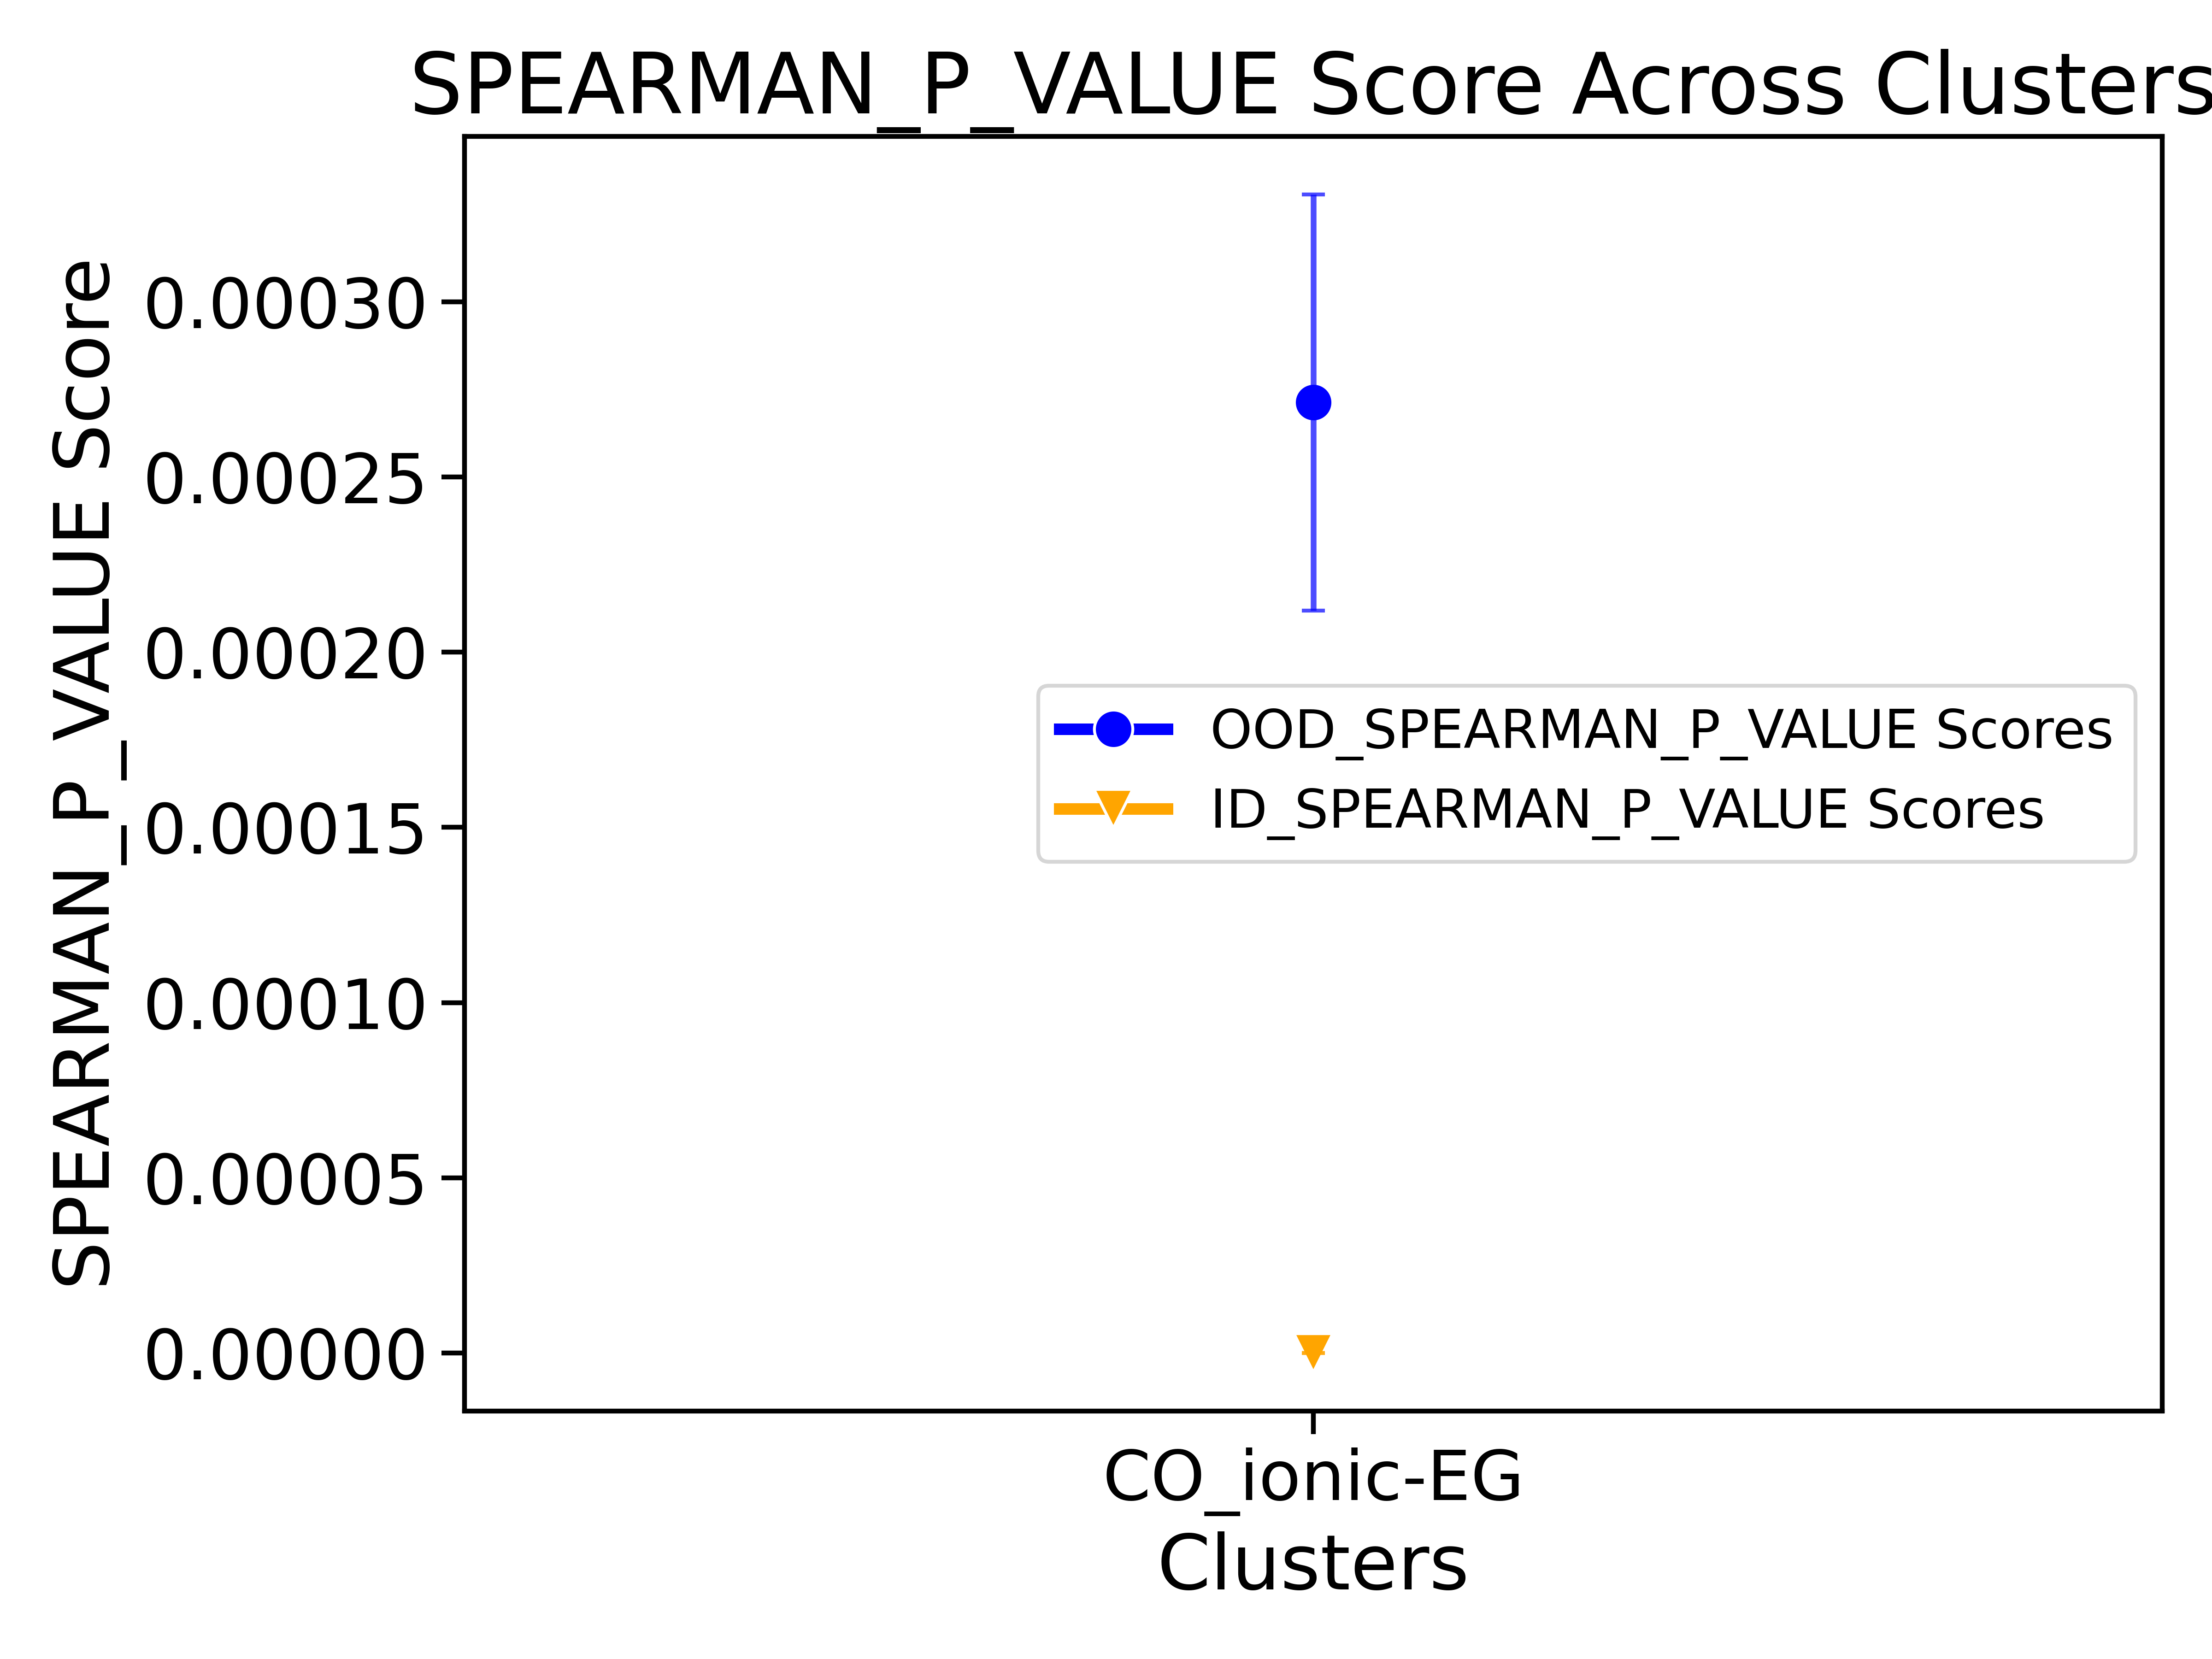 SPEARMAN_P_VALUE Score Across Clusters
SPEARMAN_P_VALUE Score
0.00030
0.00025
0.00020
0.00015
0.00010
0.00005
0.00000
OOD_SPEARMAN_P_VALUE Scores
ID_SPEARMAN_P_VALUE Scores
CO_ionic-EG
Clusters